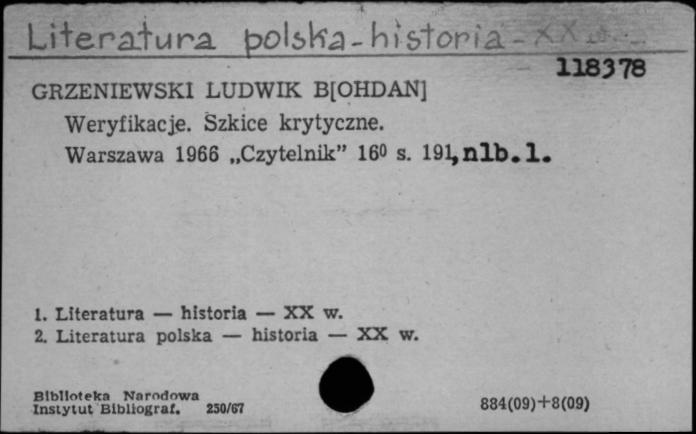 Literatura polska - historia - XX w.
118378
GRZENIEWSKI LUDWIK B[OHDAN]
Weryfikacje. Szkice krytyczne.
Warszawa 1966 „Czytelnik” 16⁰ s. 191, nlb. 1.
1. Literatura — historia — XX w.
2. Literatura polska — historia — XX w.
Biblioteka Narodowa
Instytut Bibliograf. 250/67
884(09)+8(09)